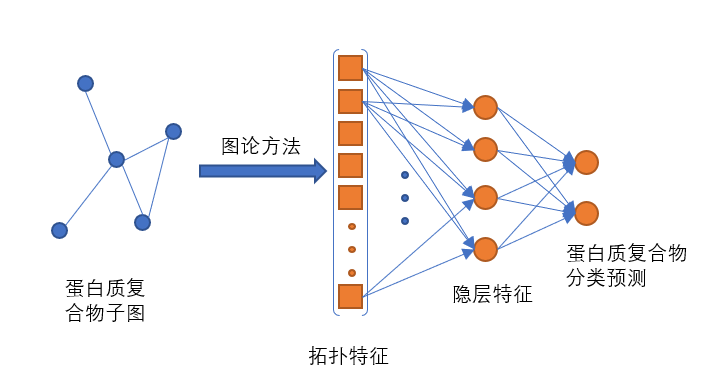 图论方法
蛋白质复
合物子图
拓扑特征
隐层特征
蛋白质复合物
分类预测